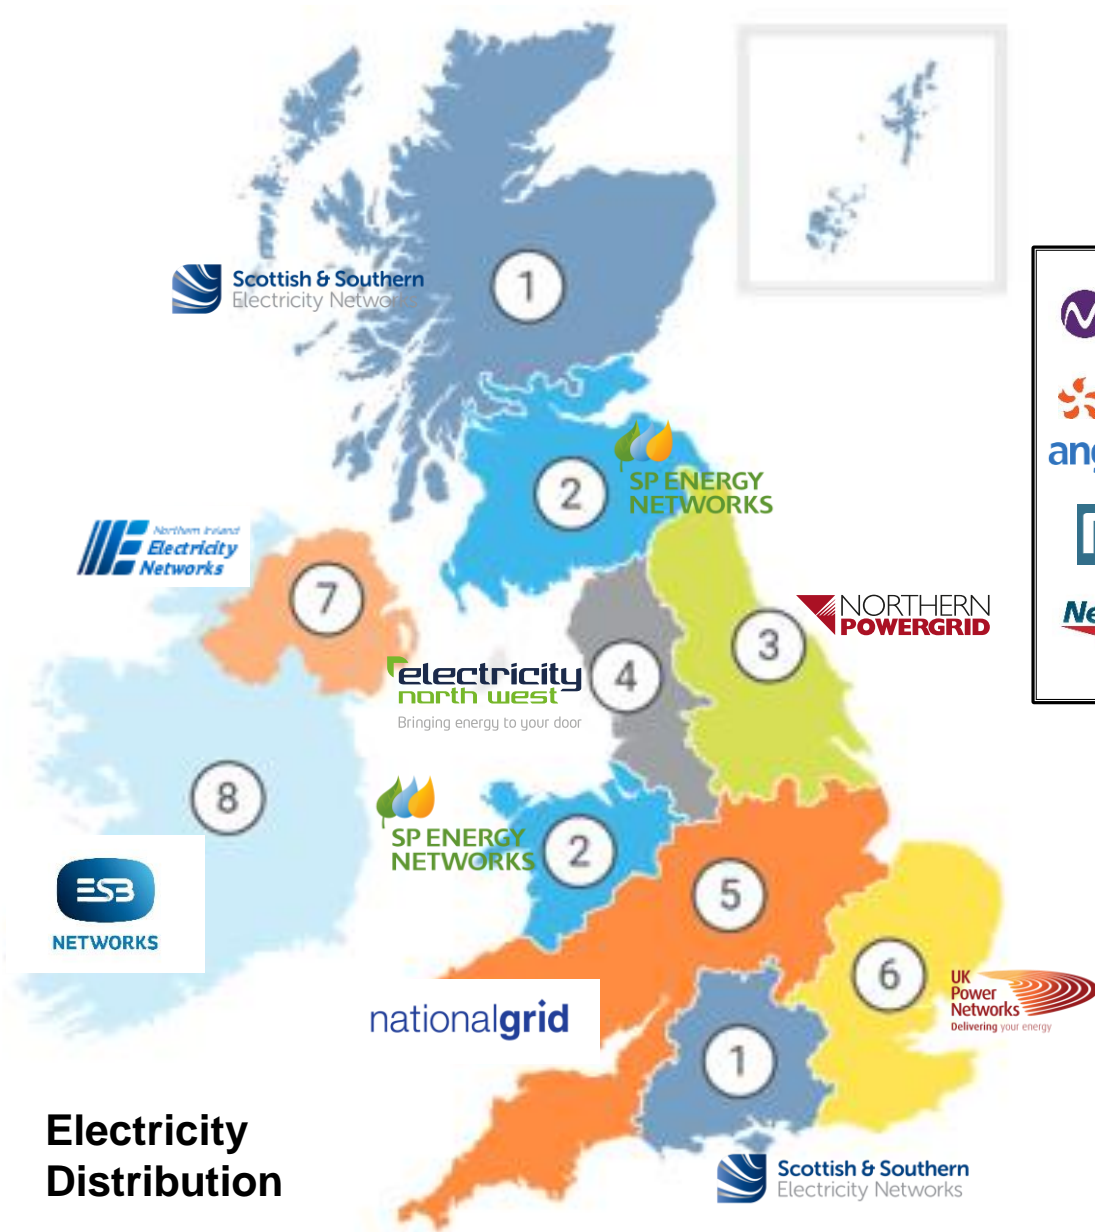 1
Scottish & Southern
Electricity Networks
2
SP ENERGY
NETWORKS
Northern Ireland
Electricity
Networks
7
NORTHERN
POWERGRID
3
electricity
north west
Bringing energy to your door
4
8
SP ENERGY
NETWORKS
2
ESB
NETWORKS
5
6
UK
Power
Networks
Delivering your energy
nationalgrid
1
Electricity
Distribution
Scottish & Southern
Electricity Networks
ang
Ne